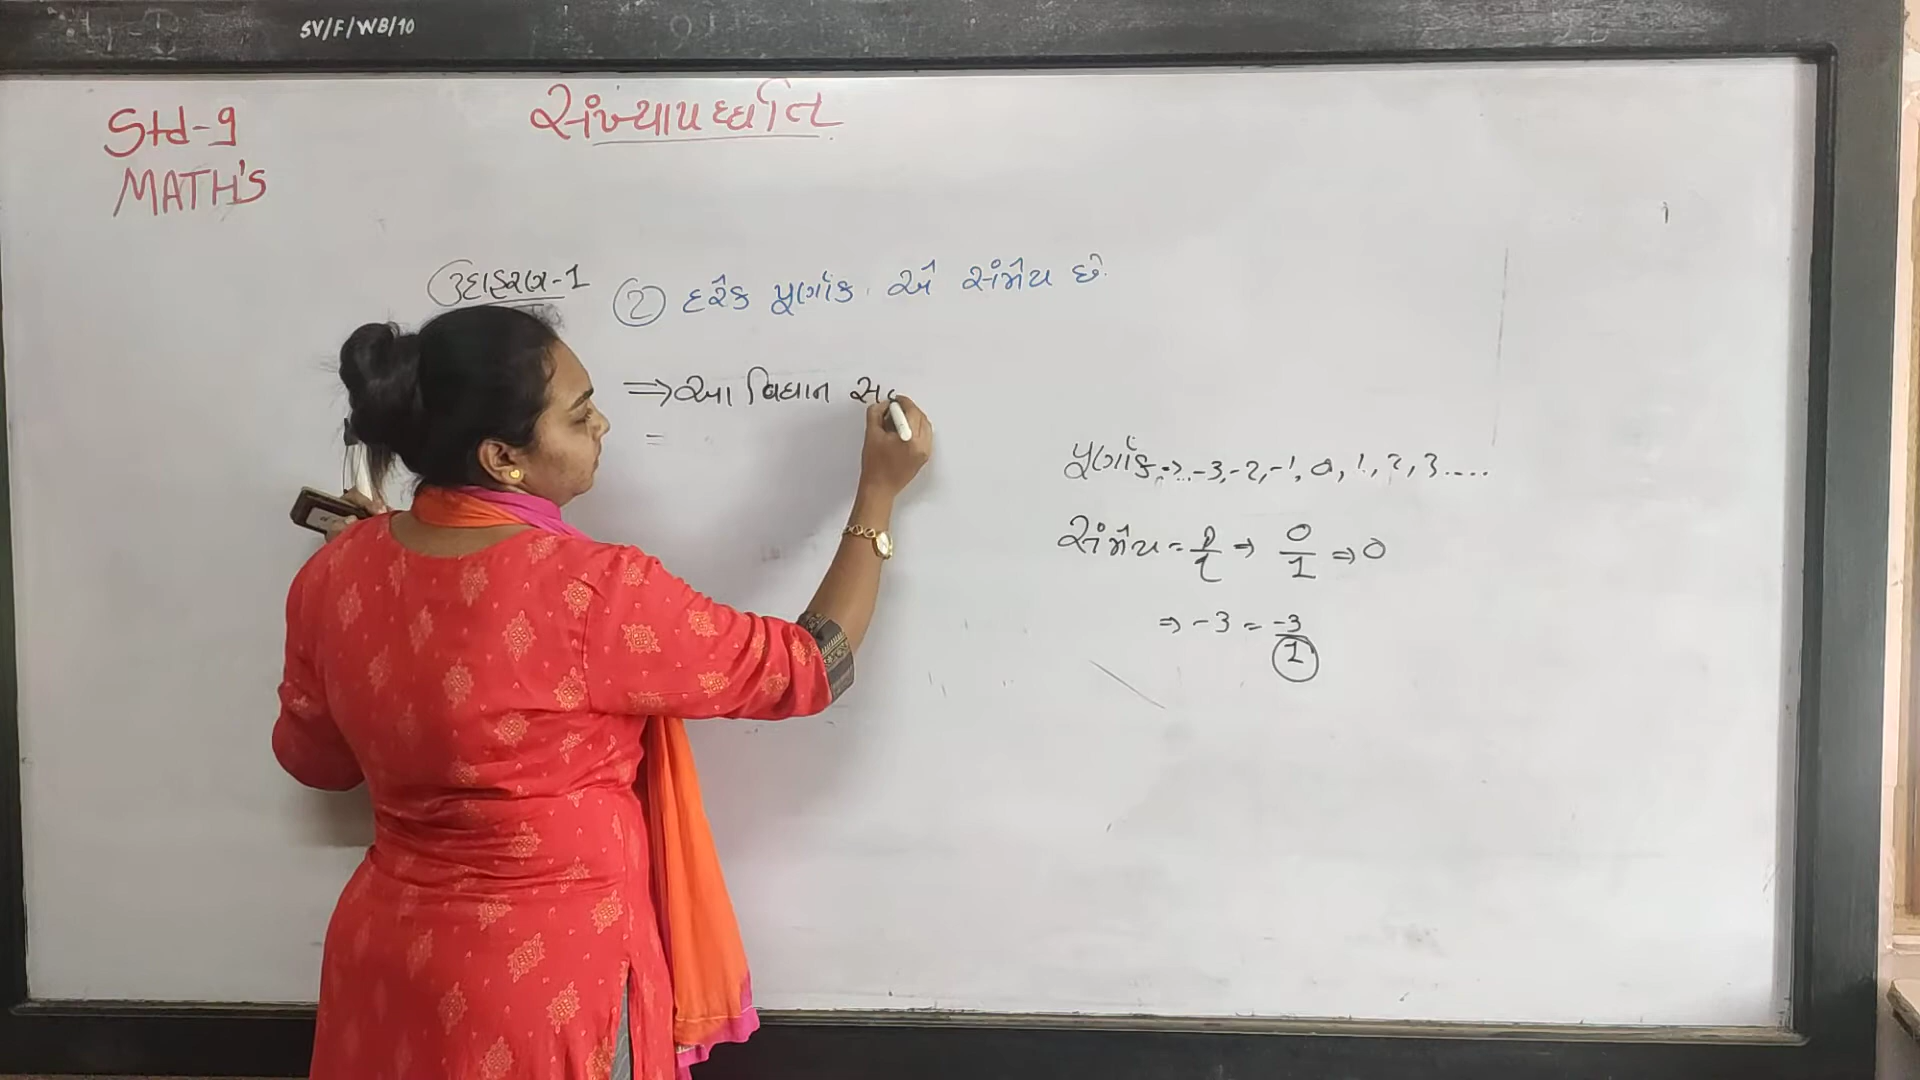 SV/F/WB/10
સંખ્યાપધ્ધતિ
Std-9
MATH'S
ઉદાહરણ-1
② દરેક પૂર્ણાંક એ સંમેય છે.
⇒ આ વિધાન સ
=
પૂર્ણાંક →..-3,-2,-1, 0, 1, 2, 3....
સંમેય = p/q → 0/1 ⇒ 0
⇒ -3 = -3/1